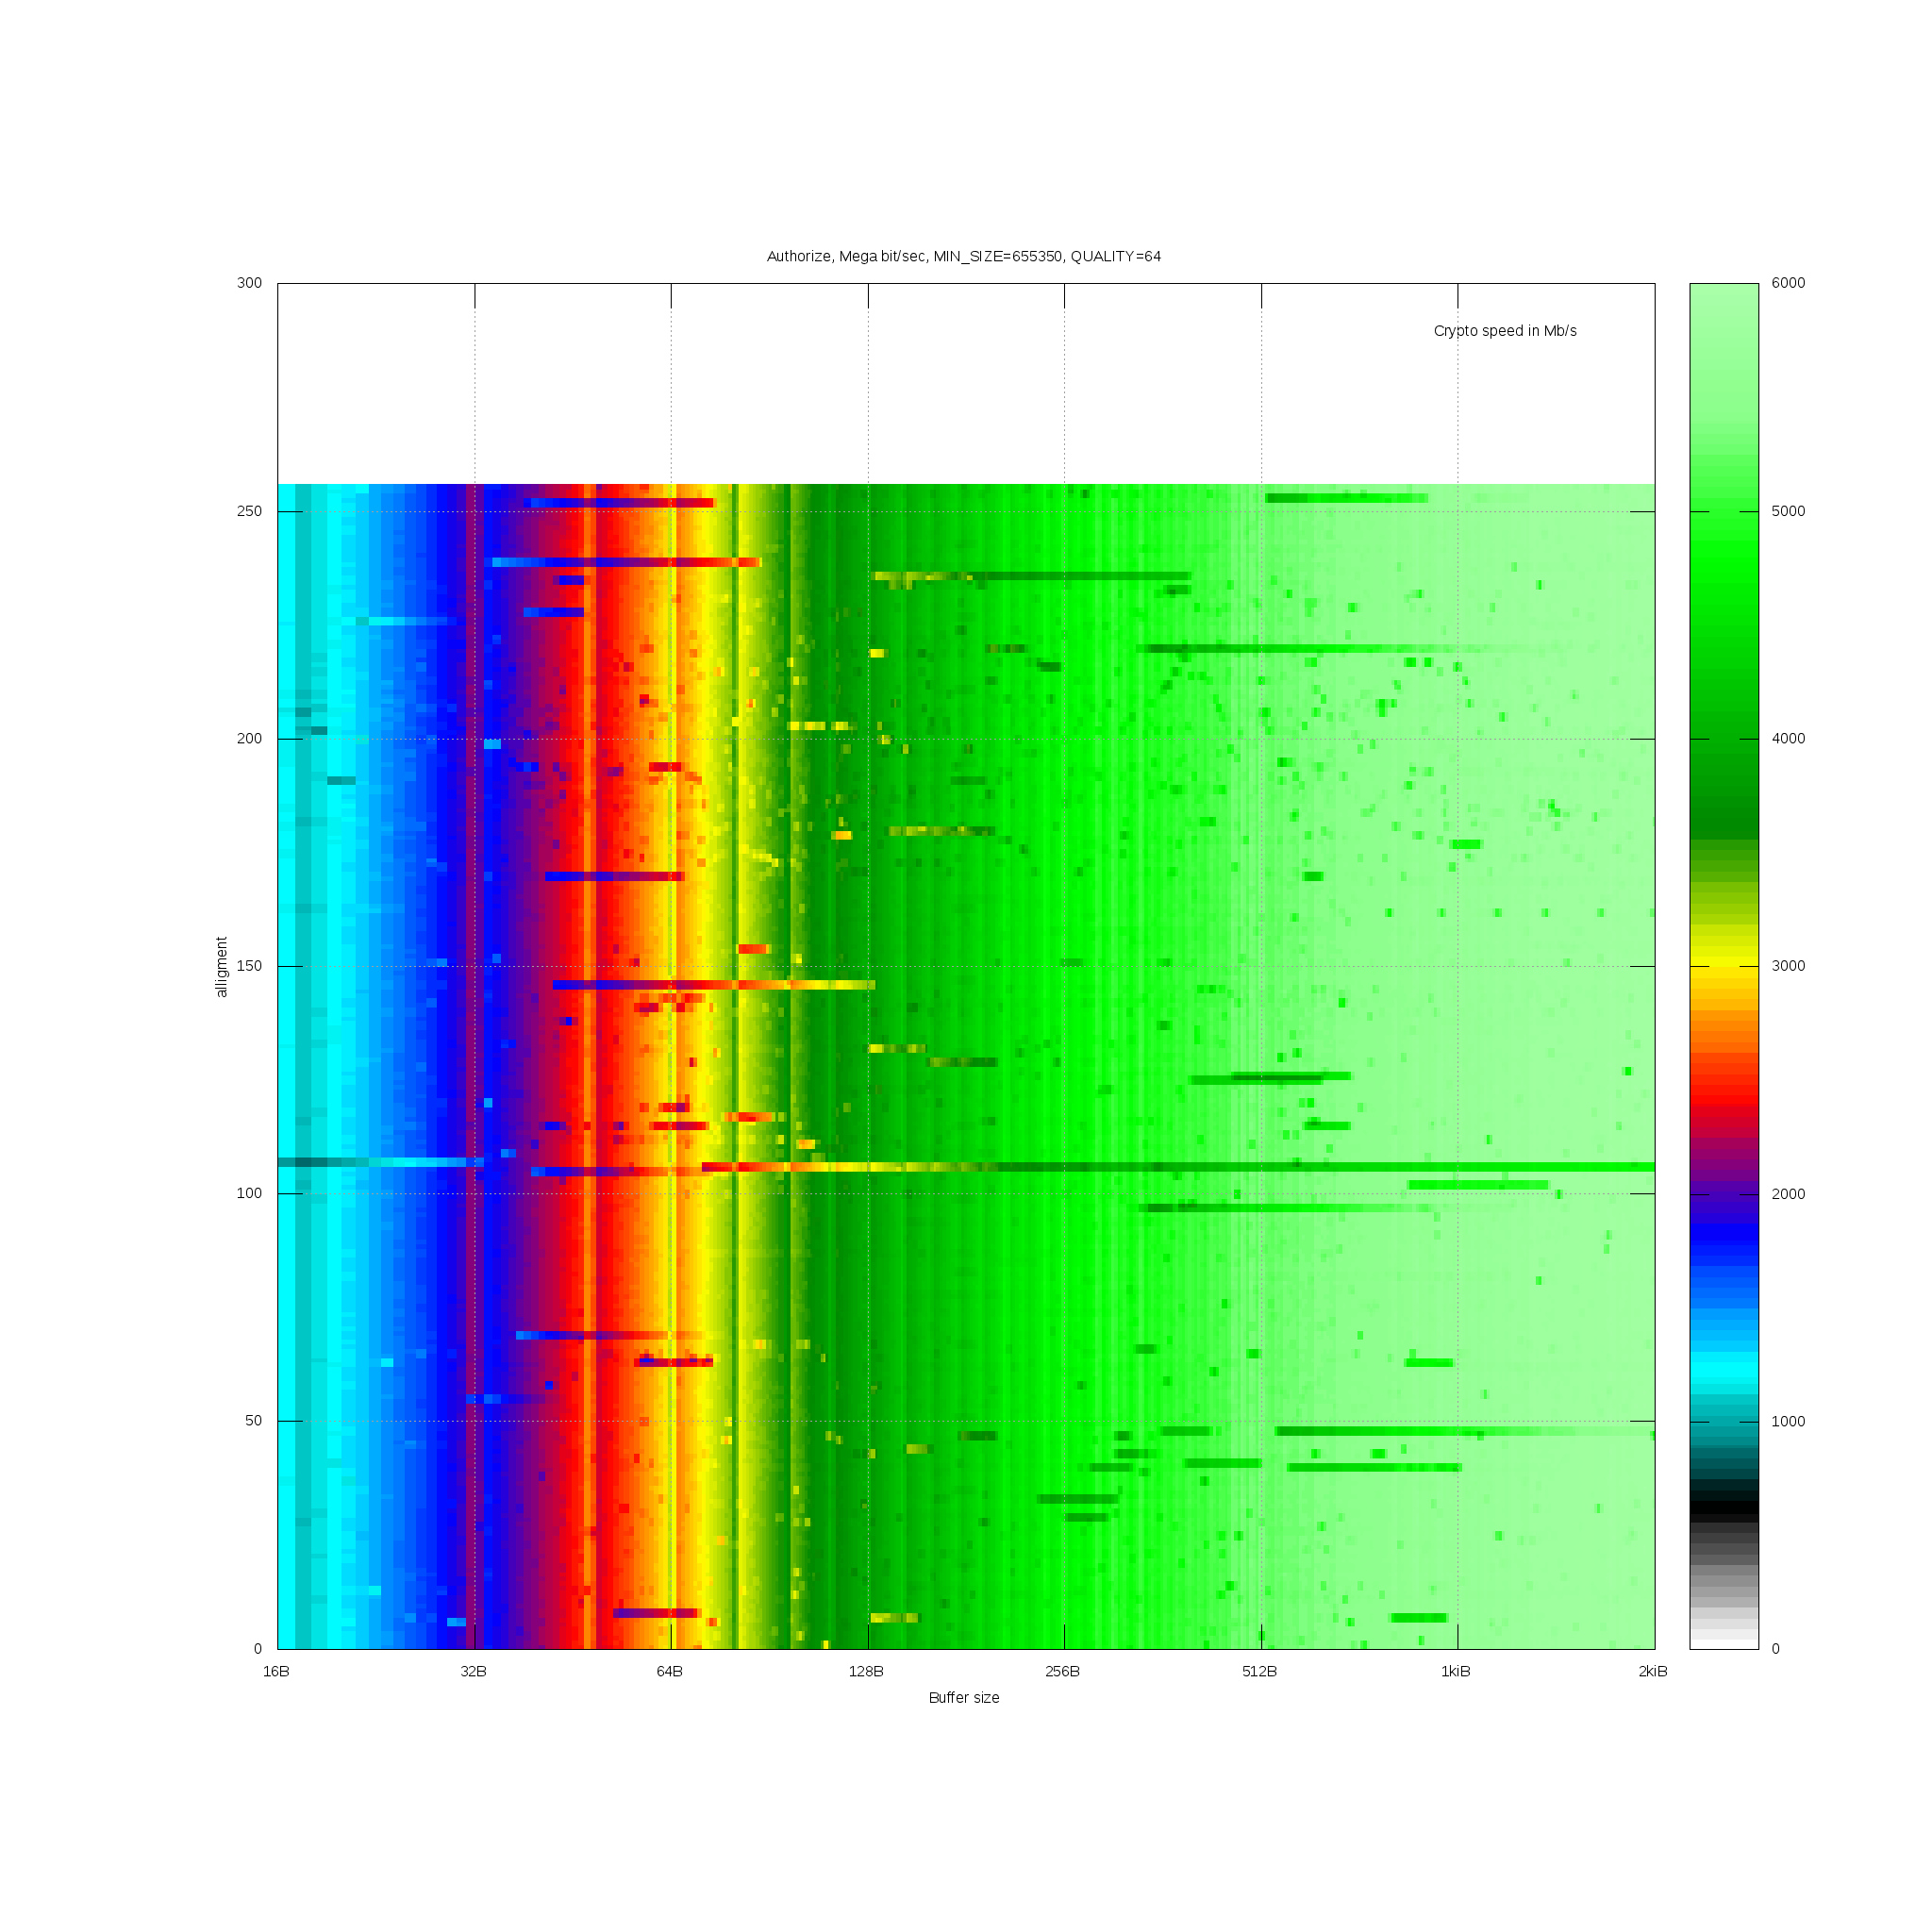 Authorize, Mega bit/sec, MIN_SIZE=655350, QUALITY=64
Crypto speed in Mb/s
300
250
200
150
100
50
0
alligment
16B 32B 64B 128B 256B 512B 1kiB 2kiB
Buffer size
6000
5000
4000
3000
2000
1000
0